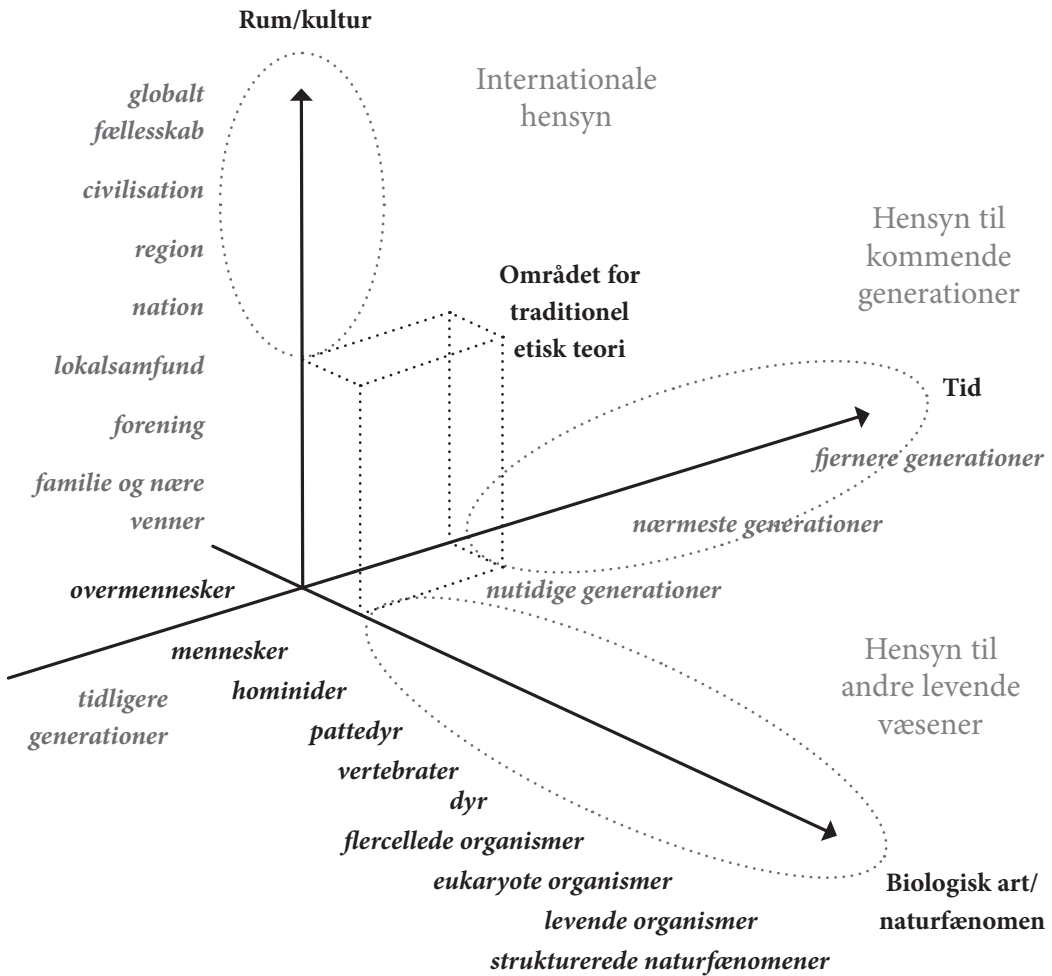 Rum/kultur
globalt
fællesskab
civilisation
region
nation
lokalsamfund
forening
familie og nære
venner
Internationale
hensyn
Hensyn til
kommende
generationer
Området for
traditionel
etisk teori
Tid
fjernere generationer
nærmeste generationer
nutidige generationer
overmennesker
mennesker
hominider
pattedyr
vertebrater
dyr
flercellede organismer
eukaryote organismer
levende organismer
strukturerede naturfænomener
tidligere
generationer
Hensyn til
andre levende
væsener
Biologisk art/
naturfænomen